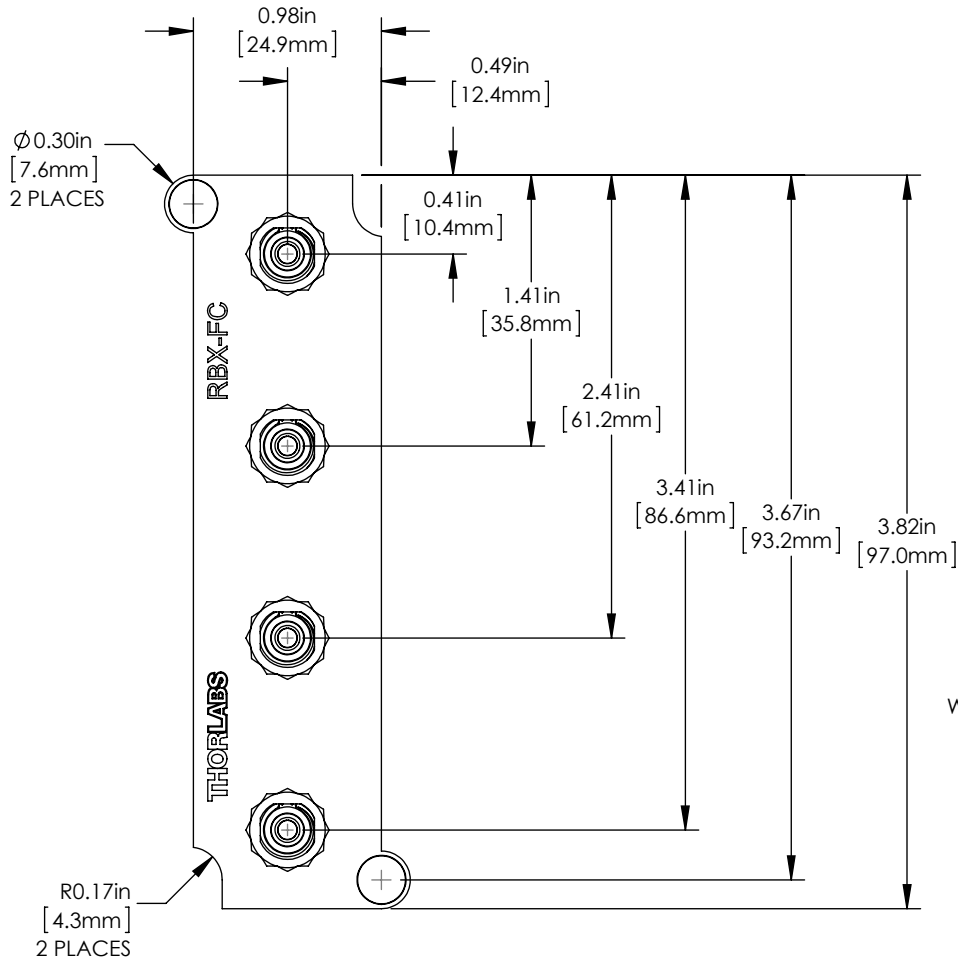 0.98in
[24.9mm]
0.49in
[12.4mm]
Ø0.30in
[7.6mm]
2 PLACES
0.41in
[10.4mm]
1.41in
[35.8mm]
RBX-FC
2.41in
[61.2mm]
3.41in
[86.6mm]
3.67in
[93.2mm]
3.82in
[97.0mm]
THORLABS
W
R0.17in
[4.3mm]
2 PLACES